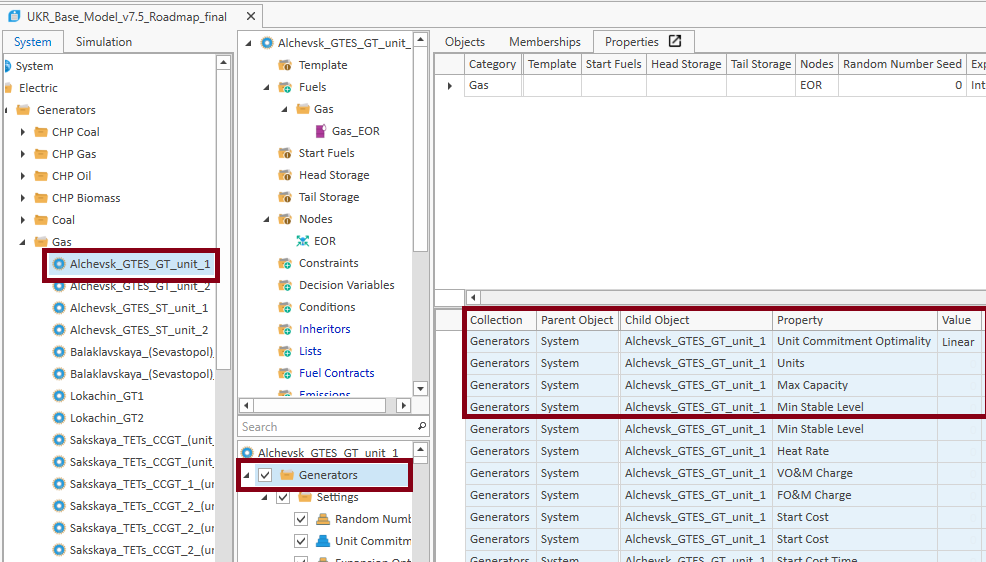 UKR_Base_Model_v7.5_Roadmap_final
System Simulation
System
Electric
Generators
CHP Coal
CHP Gas
CHP Oil
CHP Biomass
Coal
Gas
Alchevsk_GTES_GT_unit_1
Alchevsk_GTES_GT_unit_2
Alchevsk_GTES_ST_unit_1
Alchevsk_GTES_ST_unit_2
Balaklavskaya_(Sevastopol)
Balaklavskaya_(Sevastopol)
Lokachin_GT1
Lokachin_GT2
Sakskaya_TETs_CCGT_(unit
Sakskaya_TETs_CCGT_(unit
Sakskaya_TETs_CCGT_1_(ur
Sakskaya_TETs_CCGT_2_(ur
Sakskaya_TETs_CCGT_2_(ur
Sakskaya_TETs_CCGT_2_(ur
Alchevsk_GTES_GT_unit_
Template
Fuels
Gas
Gas_EOR
Start Fuels
Head Storage
Tail Storage
Nodes
EOR
Constraints
Decision Variables
Conditions
Inheritors
Lists
Fuel Contracts
Emissions
Search
Alchevsk_GTES_GT_unit_1
Generators
Settings
Random Numb
Unit Commitm
Expansion Opt
Objects Memberships Properties
Category Template Start Fuels Head Storage Tail Storage Nodes Random Number Seed Exp
Gas EOR 0 Int
Collection Parent Object Child Object Property Value
Generators System Alchevsk_GTES_GT_unit_1 Unit Commitment Optimality Linear
Generators System Alchevsk_GTES_GT_unit_1 Units
Generators System Alchevsk_GTES_GT_unit_1 Max Capacity
Generators System Alchevsk_GTES_GT_unit_1 Min Stable Level
Generators System Alchevsk_GTES_GT_unit_1 Min Stable Level
Generators System Alchevsk_GTES_GT_unit_1 Heat Rate
Generators System Alchevsk_GTES_GT_unit_1 VO&M Charge
Generators System Alchevsk_GTES_GT_unit_1 FO&M Charge
Generators System Alchevsk_GTES_GT_unit_1 Start Cost
Generators System Alchevsk_GTES_GT_unit_1 Start Cost
Generators System Alchevsk_GTES_GT_unit_1 Start Cost Time